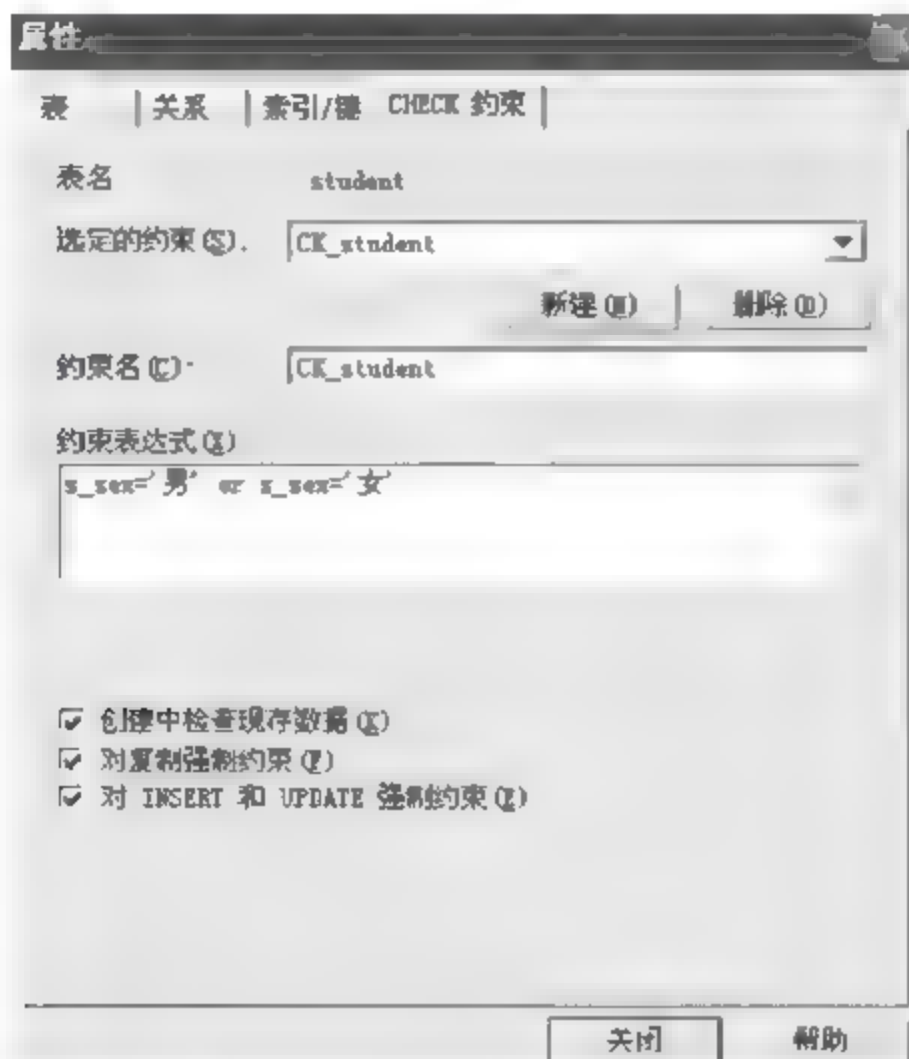 属性
表 关系 索引/键 CHECK 约束
表名 student
选定的约束(S). CK_student
新建(N) 删除(D)
约束名(C): CK_student
约束表达式(X)
s_sex='男' or s_sex='女'
创建中检查现存数据(K)
对复制强制约束(F)
对 INSERT 和 UPDATE 强制约束(E)
关闭 帮助